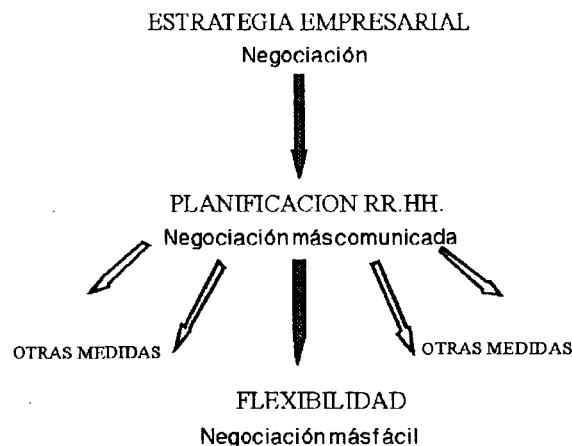 ESTRATEGIA EMPRESARIAL
Negociación
PLANIFICACION RR.HH.
Negociación máscomunicada
OTRAS MEDIDAS
OTRAS MEDIDAS
FLEXIBILIDAD
Negociación másfácil